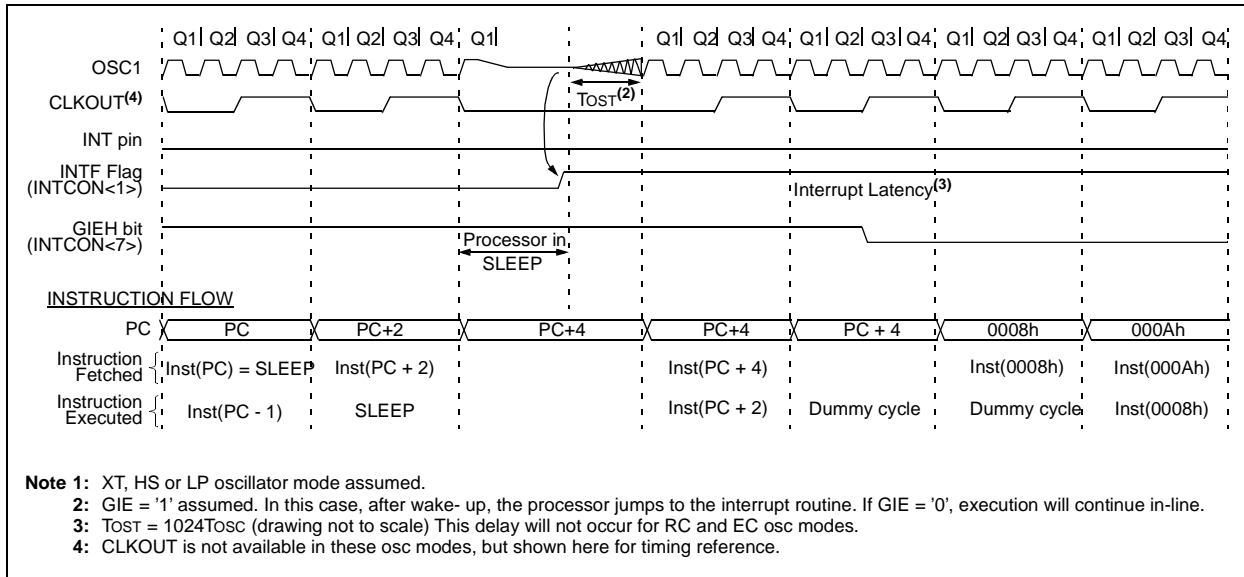 Q1 Q2 Q3 Q4 Q1 Q2 Q3 Q4 Q1 Q1 Q2 Q3 Q4 Q1 Q2 Q3 Q4 Q1 Q2 Q3 Q4 Q1 Q2 Q3 Q4
OSC1
TOST(2)
CLKOUT(4)
INT pin
INTF Flag
(INTCON<1>)
Interrupt Latency(3)
GIEH bit
(INTCON<7>)
Processor in
SLEEP
INSTRUCTION FLOW
PC PC PC+2 PC+4 PC+4 PC + 4 0008h 000Ah
Instruction
Fetched
Inst(PC) = SLEEP Inst(PC + 2) Inst(PC + 4) Inst(0008h) Inst(000Ah)
Instruction
Executed
Inst(PC - 1) SLEEP Inst(PC + 2) Dummy cycle Dummy cycle Inst(0008h)
Note 1: XT, HS or LP oscillator mode assumed.
2: GIE = '1' assumed. In this case, after wake- up, the processor jumps to the interrupt routine. If GIE = '0', execution will continue in-line.
3: TOST = 1024TOSC (drawing not to scale) This delay will not occur for RC and EC osc modes.
4: CLKOUT is not available in these osc modes, but shown here for timing reference.